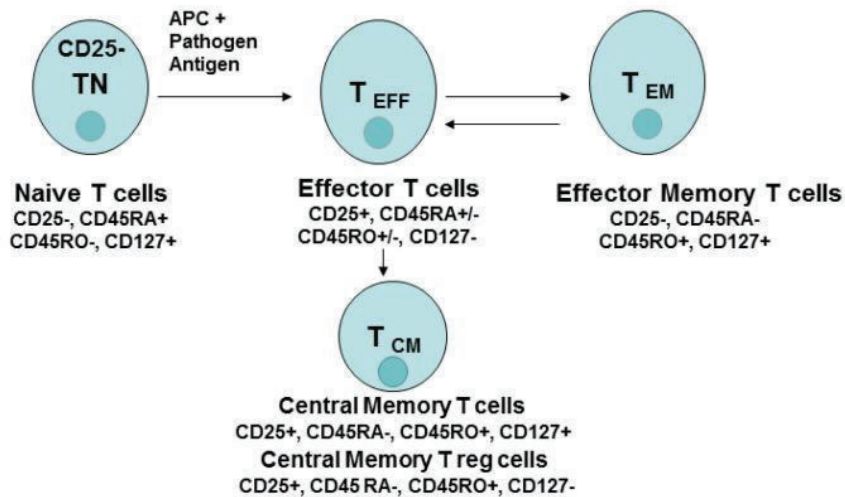 APC +
Pathogen
Antigen
CD25-
TN
T EFF
T EM
Naive T cells
CD25-, CD45RA+
CD45RO-, CD127+
Effector T cells
CD25+, CD45RA+/-
CD45RO+/-, CD127-
Effector Memory T cells
CD25-, CD45RA-
CD45RO+, CD127+
T CM
Central Memory T cells
CD25+, CD45RA-, CD45RO+, CD127+
Central Memory T reg cells
CD25+, CD45 RA-, CD45RO+, CD127-